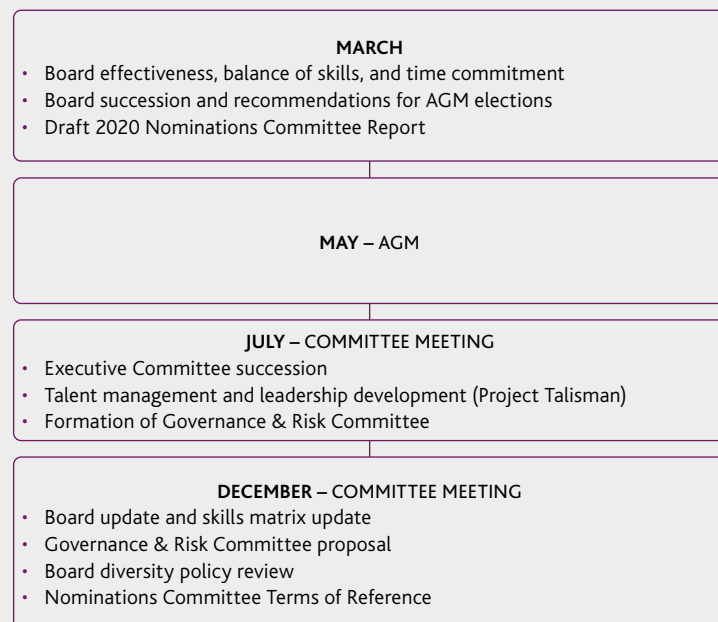 MARCH
• Board effectiveness, balance of skills, and time commitment
• Board succession and recommendations for AGM elections
• Draft 2020 Nominations Committee Report
MAY – AGM
JULY – COMMITTEE MEETING
• Executive Committee succession
• Talent management and leadership development (Project Talisman)
• Formation of Governance & Risk Committee
DECEMBER – COMMITTEE MEETING
• Board update and skills matrix update
• Governance & Risk Committee proposal
• Board diversity policy review
• Nominations Committee Terms of Reference